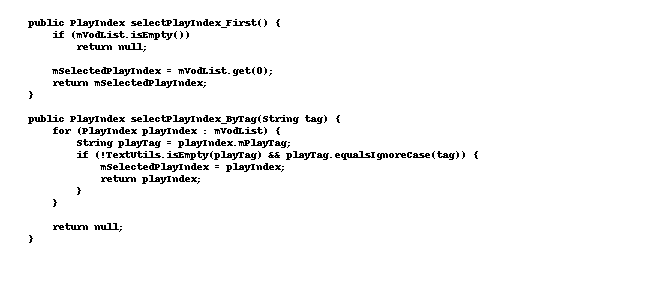 public PlayIndex selectPlayIndex_First() {
    if (mVodList.isEmpty())
        return null;

    mSelectedPlayIndex = mVodList.get(0);
    return mSelectedPlayIndex;
}

public PlayIndex selectPlayIndex_ByTag(String tag) {
    for (PlayIndex playIndex : mVodList) {
        String playTag = playIndex.mPlayTag;
        if (!TextUtils.isEmpty(playTag) && playTag.equalsIgnoreCase(tag)) {
            mSelectedPlayIndex = playIndex;
            return playIndex;
        }
    }

    return null;
}